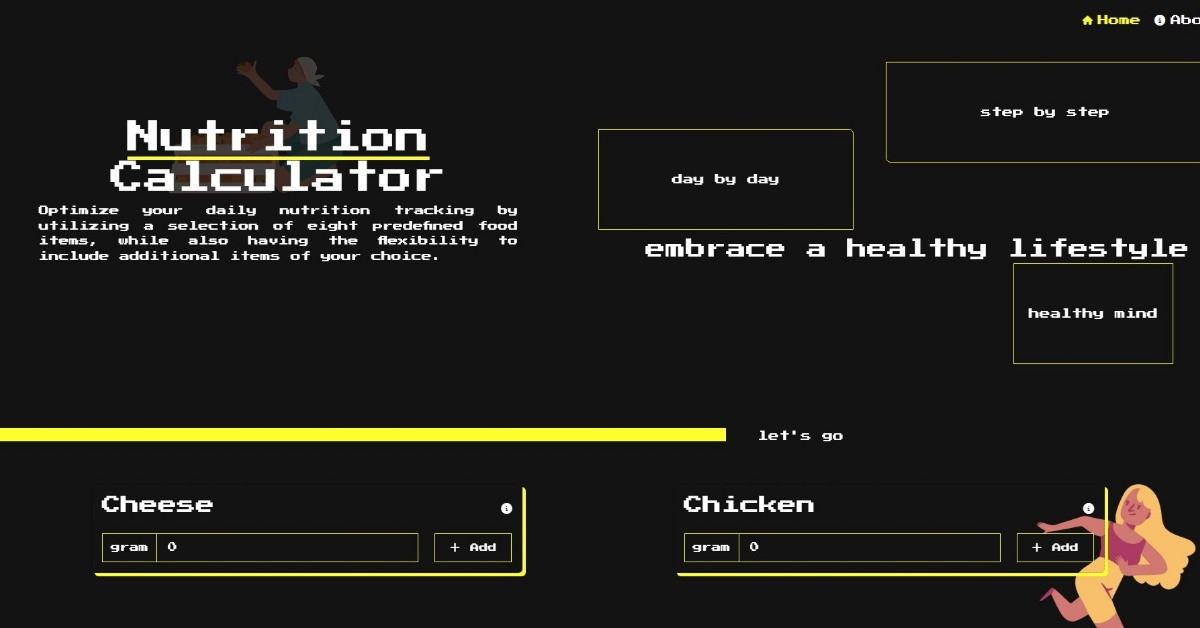 Home Abo
step by step
Nutrition
Calculator
day by day
Optimize your daily nutrition tracking by
utilizing a selection of eight predefined food
items, while also having the flexibility to
include additional items of your choice.
embrace a healthy lifestyle
healthy mind
let's go
Cheese
gram 0 + Add
Chicken
gram 0 + Add